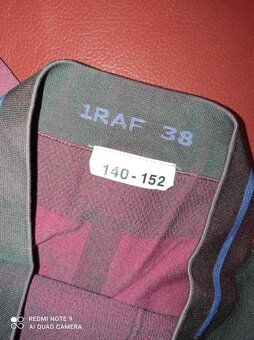 1RAF 38
140-152
REDMI NOTE 9
AI QUAD CAMERA